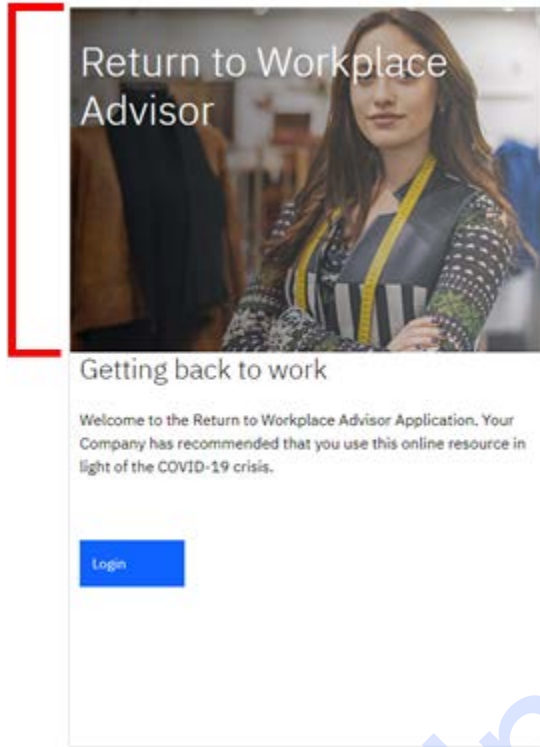 Return to Workplace
Advisor
Getting back to work
Welcome to the Return to Workplace Advisor Application. Your
Company has recommended that you use this online resource in
light of the COVID-19 crisis.
Login